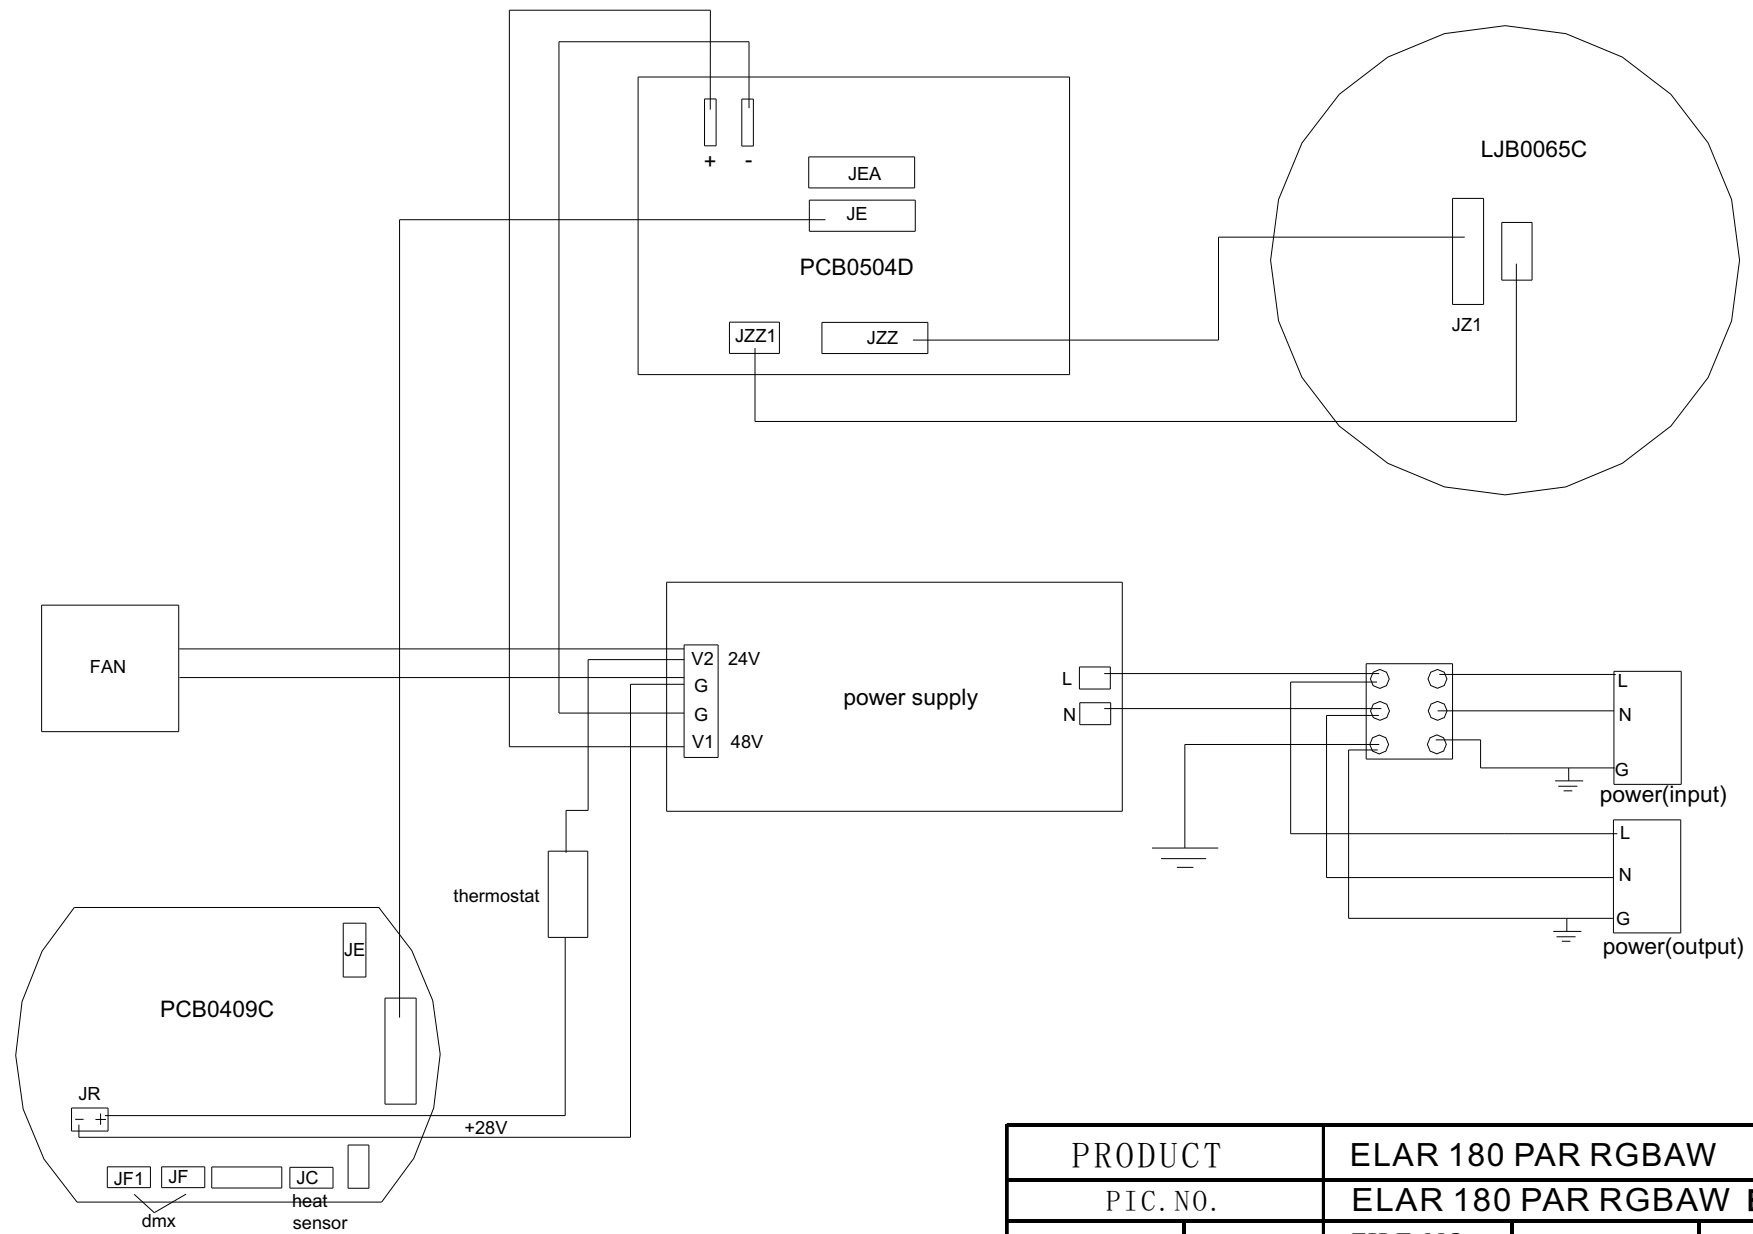 + -
JEA
JE
PCB0504D
JZZ1 JZZ
LJB0065C
JZ1
FAN
V2 24V
G
G
V1 48V
power supply
L
N
L
N
G
power(input)
L
N
G
power(output)
thermostat
JE
PCB0409C
JR
- +
+28V
JF1 JF JC
heat
sensor
dmx
PRODUCT ELAR 180 PAR RGBAW
PIC.NO. ELAR 180 PAR RGBAW